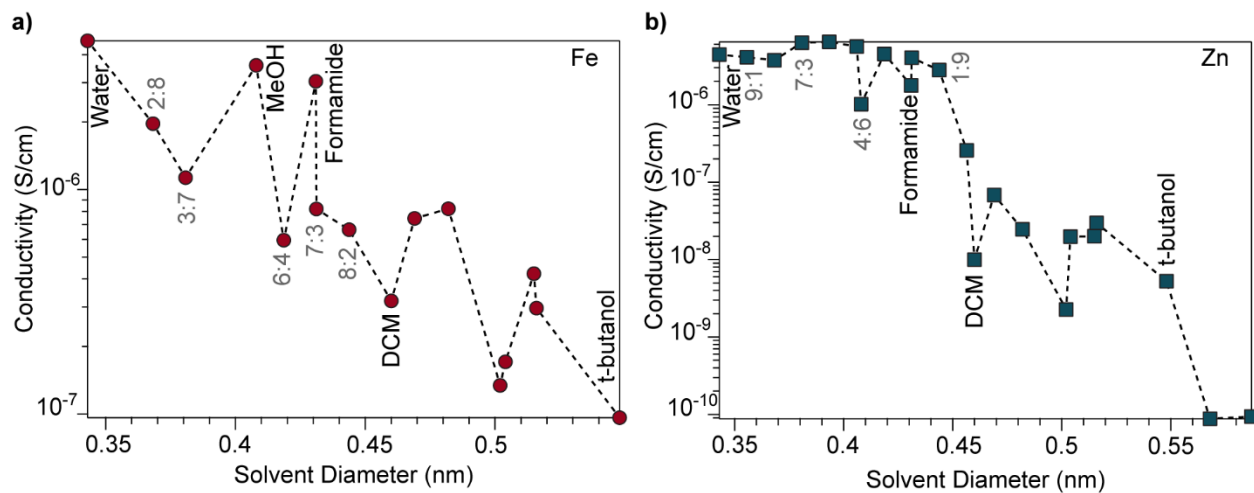 a)
Fe
Conductivity (S/cm)
10⁻⁶
10⁻⁷
Water
2:8
3:7
MeOH
6:4
Formamide
7:3
8:2
DCM
t-butanol
0.35
0.4
0.45
0.5
Solvent Diameter (nm)
b)
Zn
Conductivity (S/cm)
10⁻⁶
10⁻⁷
10⁻⁸
10⁻⁹
10⁻¹⁰
Water
9:1
7:3
4:6
Formamide
1:9
DCM
t-butanol
0.35
0.4
0.45
0.5
0.55
Solvent Diameter (nm)